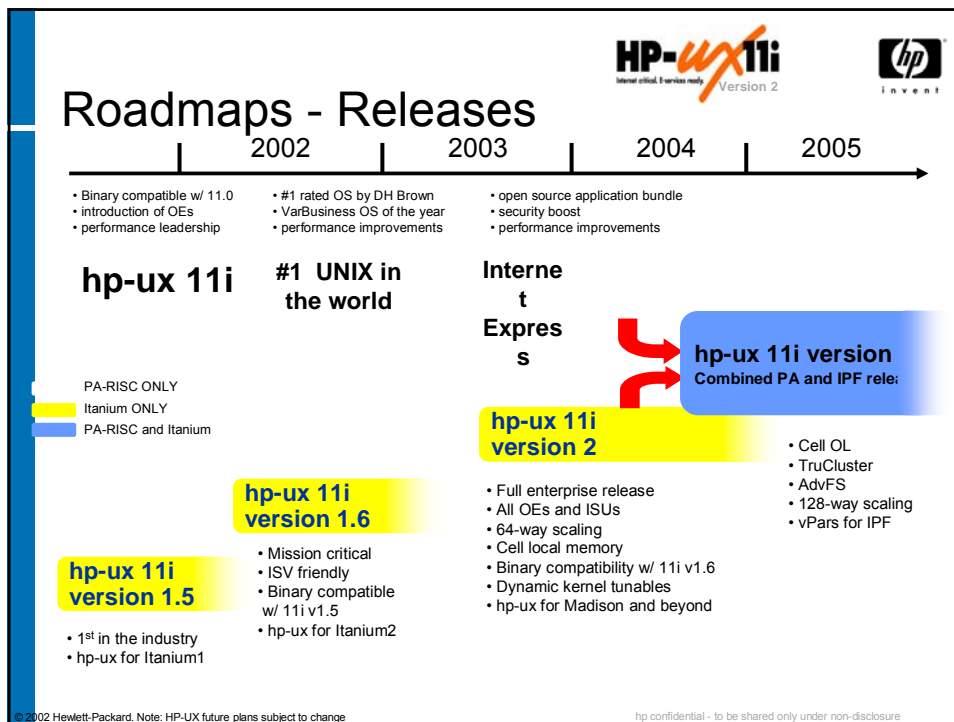 HP-ux 11i
Internet critical. E-services ready.
Version 2
hp
invent
Roadmaps - Releases
2002 2003 2004 2005
• Binary compatible w/ 11.0
• introduction of OEs
• performance leadership
• #1 rated OS by DH Brown
• VarBusiness OS of the year
• performance improvements
• open source application bundle
• security boost
• performance improvements
hp-ux 11i
#1 UNIX in
the world
Interne
t
Expres
s
hp-ux 11i version
Combined PA and IPF relea
PA-RISC ONLY
Itanium ONLY
PA-RISC and Itanium
hp-ux 11i
version 2
• Cell OL
• TruCluster
• AdvFS
• 128-way scaling
• vPars for IPF
• Full enterprise release
• All OEs and ISUs
• 64-way scaling
• Cell local memory
• Binary compatibility w/ 11i v1.6
• Dynamic kernel tunables
• hp-ux for Madison and beyond
hp-ux 11i
version 1.6
• Mission critical
• ISV friendly
• Binary compatible
w/ 11i v1.5
• hp-ux for Itanium2
hp-ux 11i
version 1.5
• 1st in the industry
• hp-ux for Itanium1
© 2002 Hewlett-Packard. Note: HP-UX future plans subject to change
hp confidential - to be shared only under non-disclosure